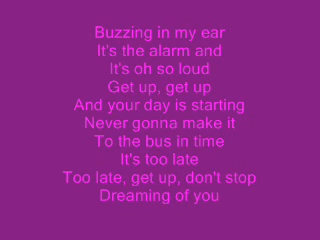 Buzzing in my ear
It's the alarm and
It's oh so loud
Get up, get up
And your day is starting
Never gonna make it
To the bus in time
It's too late
Too late, get up, don't stop
Dreaming of you